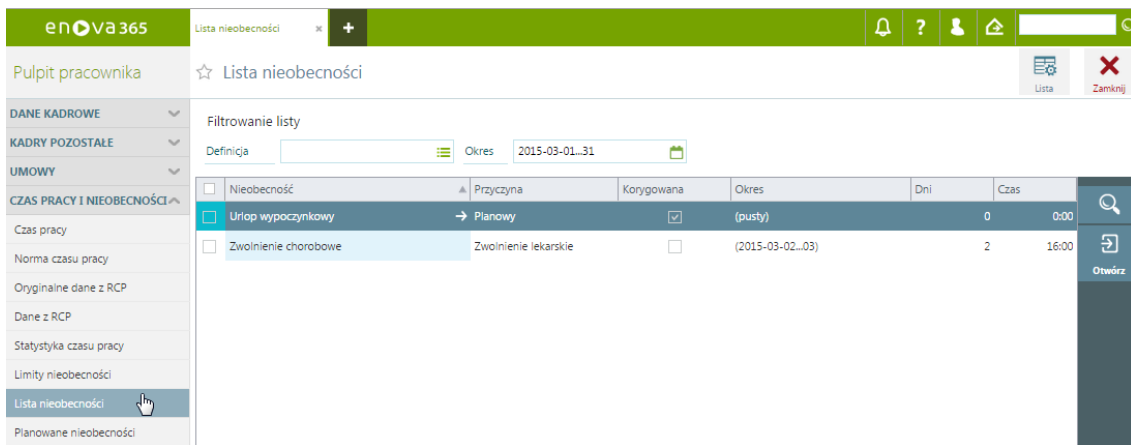 enova365
Lista nieobecności
Pulpit pracownika
Lista nieobecności
Lista
Zamknij
DANE KADROWE
KADRY POZOSTAŁE
UMOWY
CZAS PRACY I NIEOBECNOŚCI
Czas pracy
Norma czasu pracy
Oryginalne dane z RCP
Dane z RCP
Statystyka czasu pracy
Limity nieobecności
Lista nieobecności
Planowane nieobecności
Filtrowanie listy
Definicja Okres 2015-03-01...31
Nieobecność Przyczyna Korygowana Okres Dni Czas
Urlop wypoczynkowy → Planowy (pusty) 0 0:00
Zwolnienie chorobowe Zwolnienie lekarskie (2015-03-02...03) 2 16:00
Otwórz